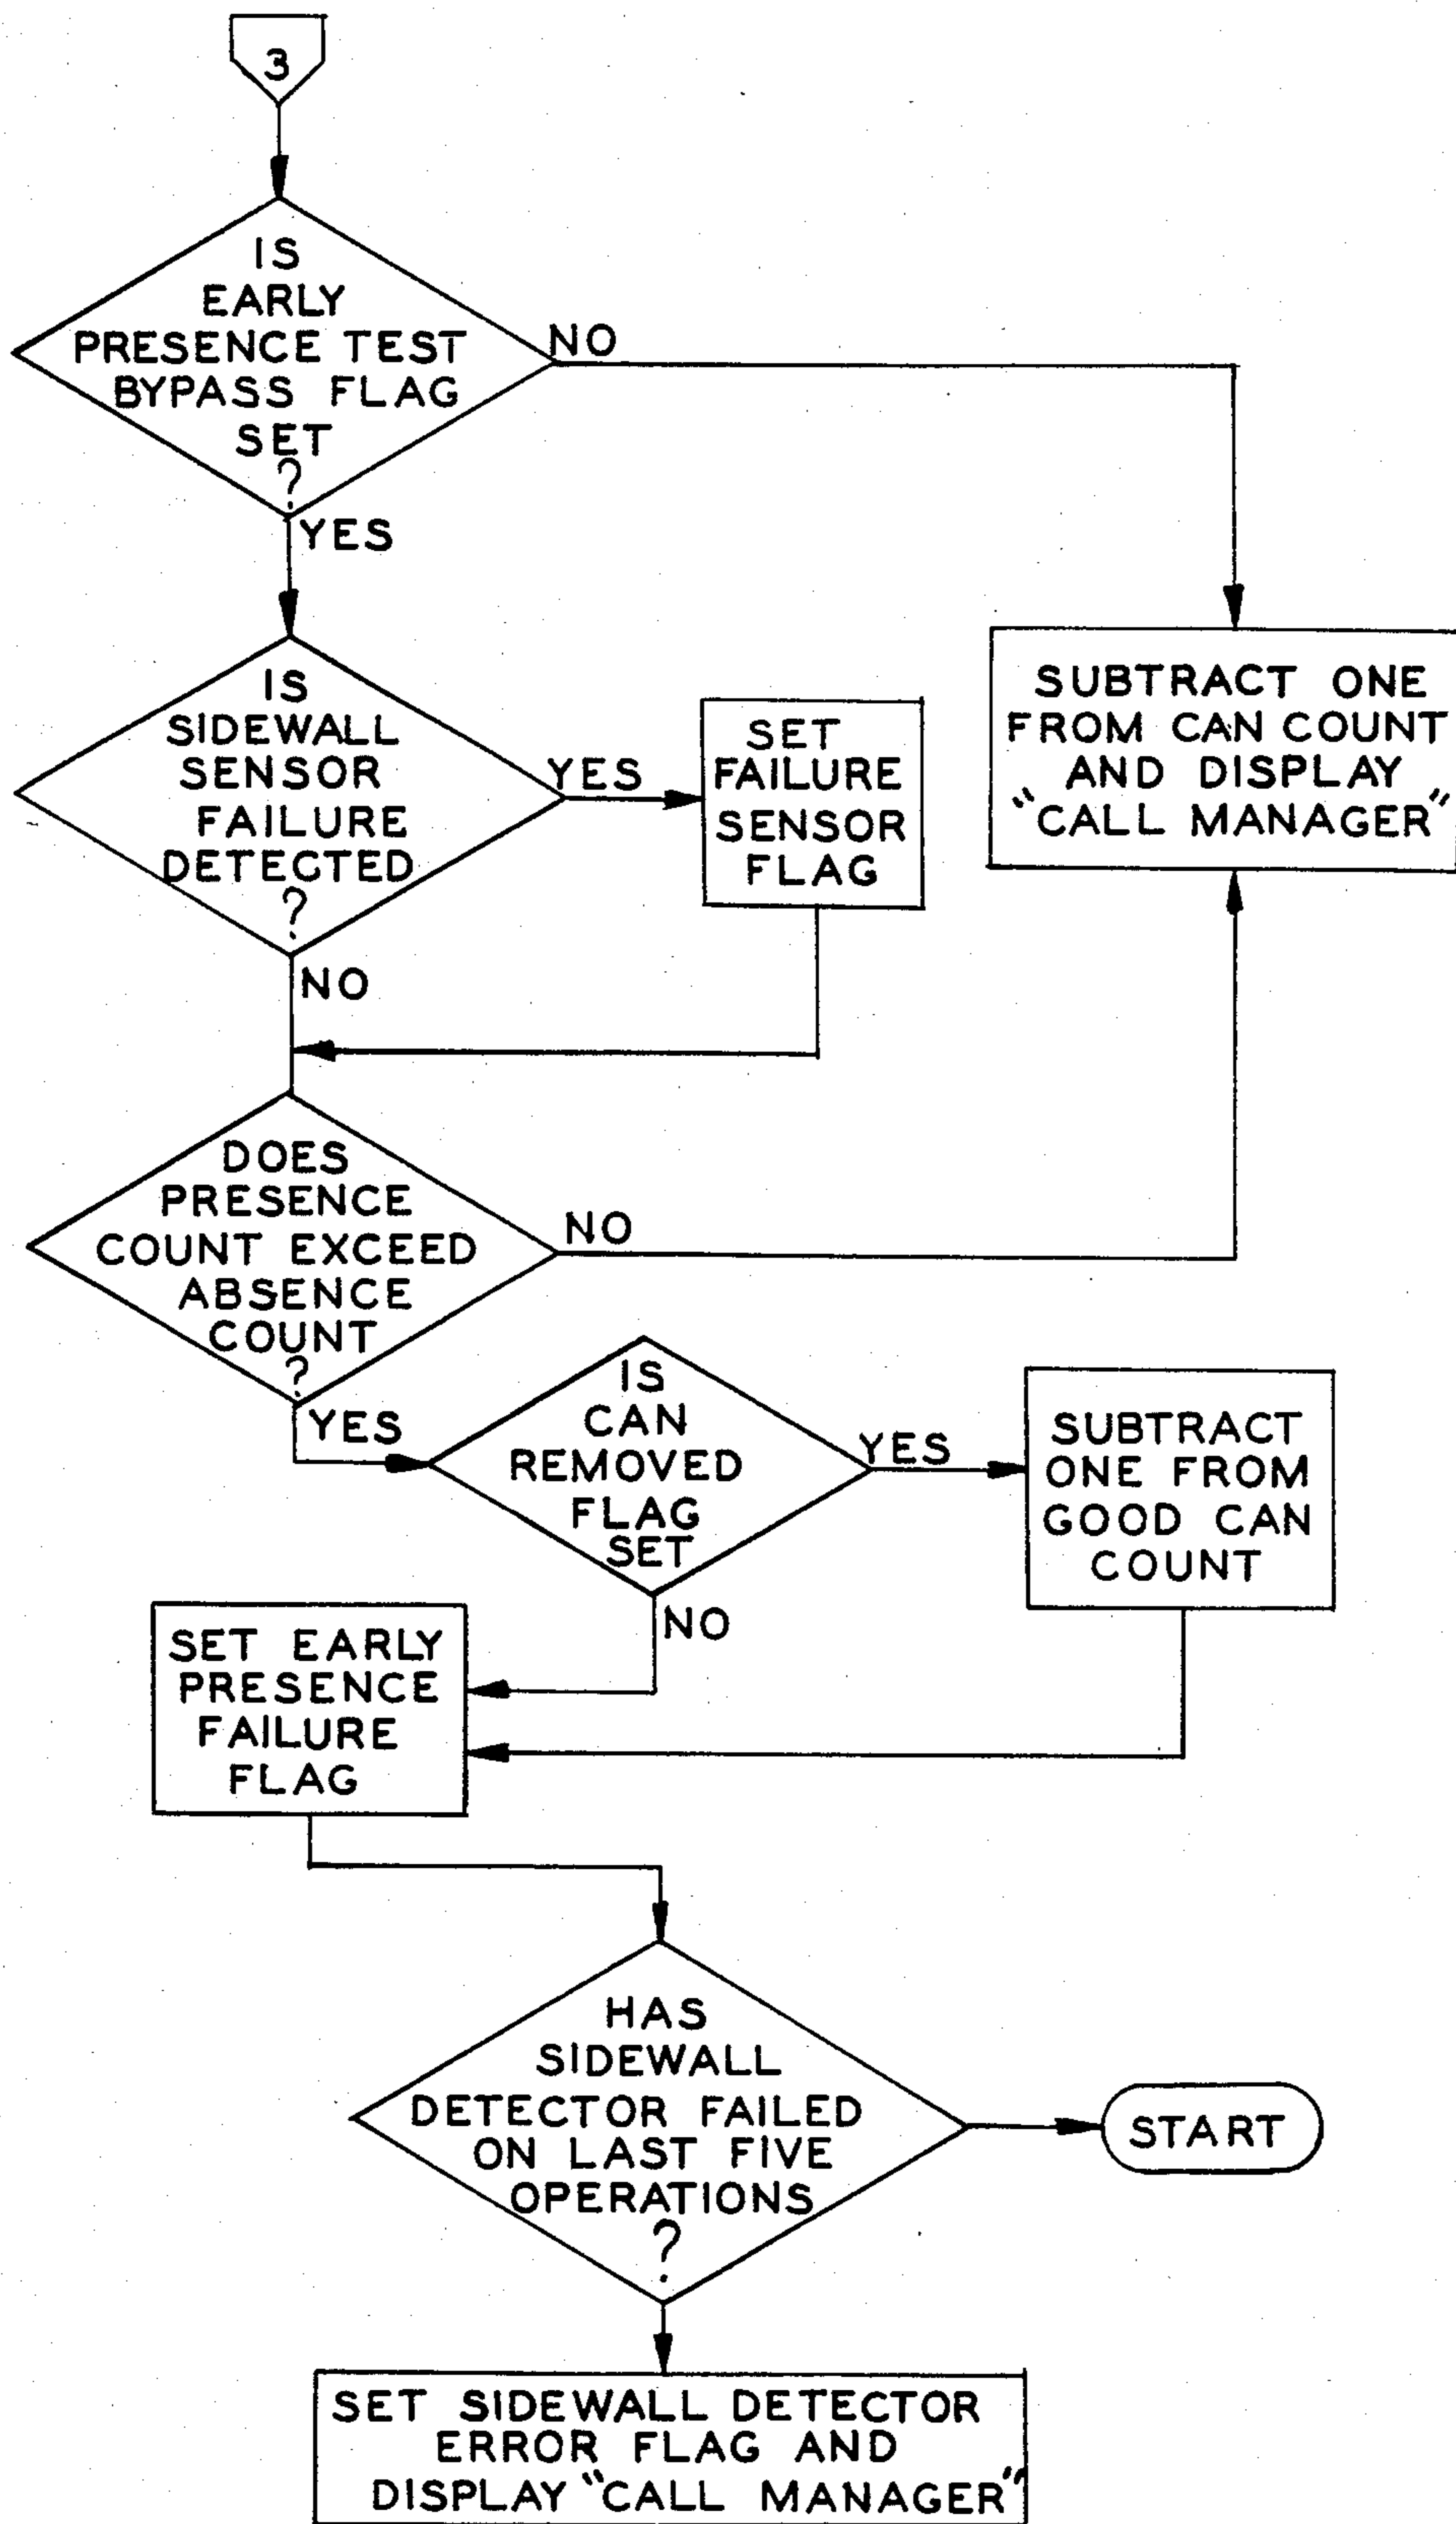 3
IS
EARLY
PRESENCE TEST
BYPASS FLAG
SET
?
NO
YES
IS
SIDEWALL
SENSOR
FAILURE
DETECTED
?
YES
NO
SET
FAILURE
SENSOR
FLAG
SUBTRACT ONE
FROM CAN COUNT
AND DISPLAY
"CALL MANAGER"
DOES
PRESENCE
COUNT EXCEED
ABSENCE
COUNT
?
NO
YES
IS
CAN
REMOVED
FLAG
SET
YES
NO
SUBTRACT
ONE FROM
GOOD CAN
COUNT
SET EARLY
PRESENCE
FAILURE
FLAG
HAS
SIDEWALL
DETECTOR FAILED
ON LAST FIVE
OPERATIONS
?
START
SET SIDEWALL DETECTOR
ERROR FLAG AND
DISPLAY "CALL MANAGER"